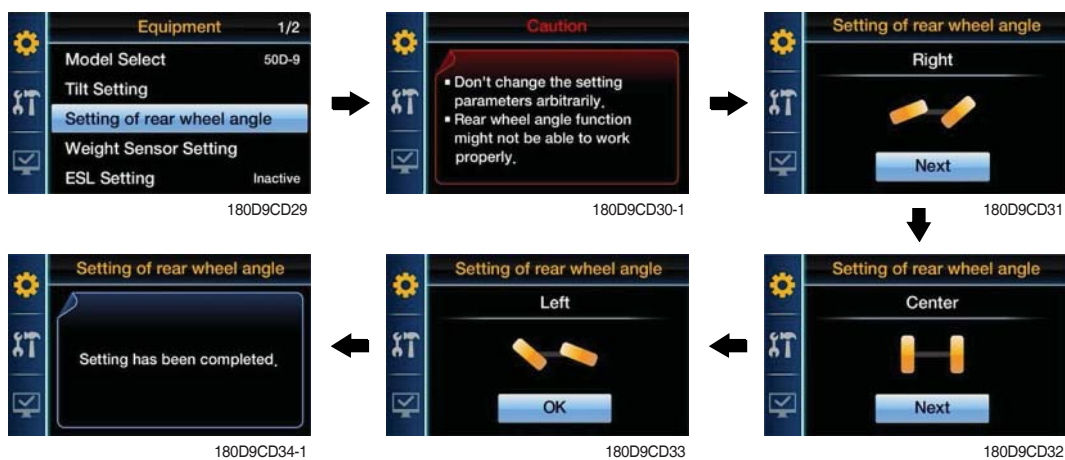 Equipment 1/2
Model Select 50D-9
Tilt Setting
Setting of rear wheel angle
Weight Sensor Setting
ESL Setting Inactive
180D9CD29
Caution
▪ Don't change the setting
parameters arbitrarily.
▪ Rear wheel angle function
might not be able to work
properly.
180D9CD30-1
Setting of rear wheel angle
Right
Next
180D9CD31
Setting of rear wheel angle
Center
Next
180D9CD32
Setting of rear wheel angle
Left
OK
180D9CD33
Setting of rear wheel angle
Setting has been completed.
180D9CD34-1